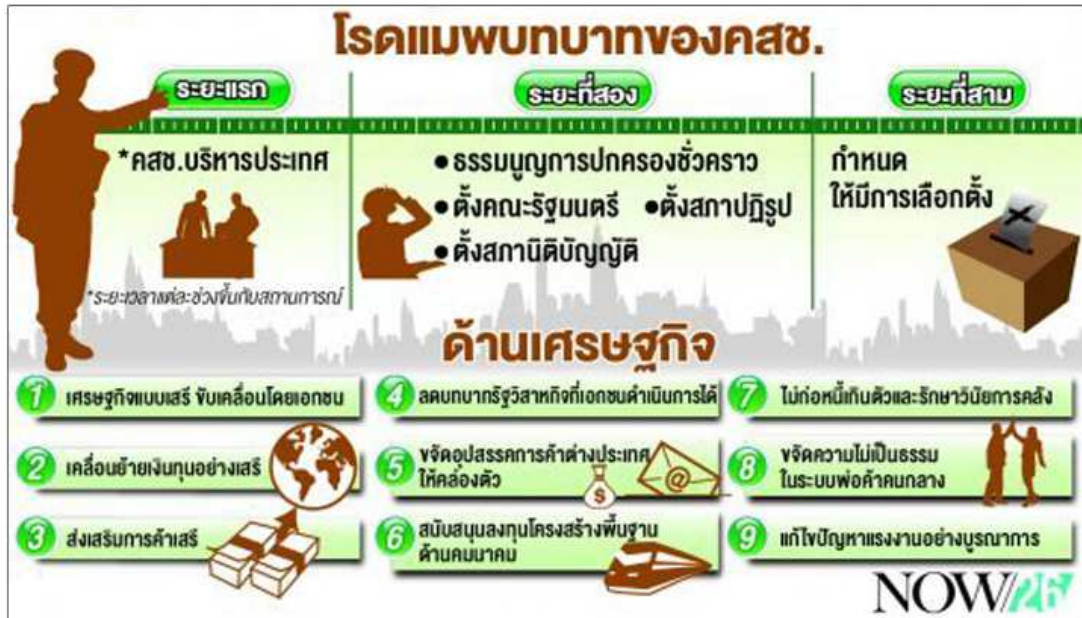 โรดแมพบทบาทของคสช.
ระยะแรก
*คสช.บริหารประเทศ
*ระยะเวลาแต่ละช่วงขึ้นกับสถานการณ์
ระยะที่สอง
●ธรรมนูญการปกครองชั่วคราว
●ตั้งคณะรัฐมนตรี ●ตั้งสภาปฏิรูป
●ตั้งสภานิติบัญญัติ
ระยะที่สาม
กำหนด
ให้มีการเลือกตั้ง
ด้านเศรษฐกิจ
1 เศรษฐกิจแบบเสรี ขับเคลื่อนโดยเอกชน
2 เคลื่อนย้ายเงินทุนอย่างเสรี
3 ส่งเสริมการค้าเสรี
4 ลดบทบาทรัฐวิสาหกิจที่เอกชนดำเนินการได้
5 ขจัดอุปสรรคการค้าต่างประเทศ
ให้คล่องตัว
$
@
6 สนับสนุนลงทุนโครงสร้างพื้นฐาน
ด้านคมนาคม
7 ไม่ก่อหนี้เกินตัวและรักษาวินัยการคลัง
8 ขจัดความไม่เป็นธรรม
ในระบบพ่อค้าคนกลาง
9 แก้ไขปัญหาแรงงานอย่างบูรณาการ
NOW/26